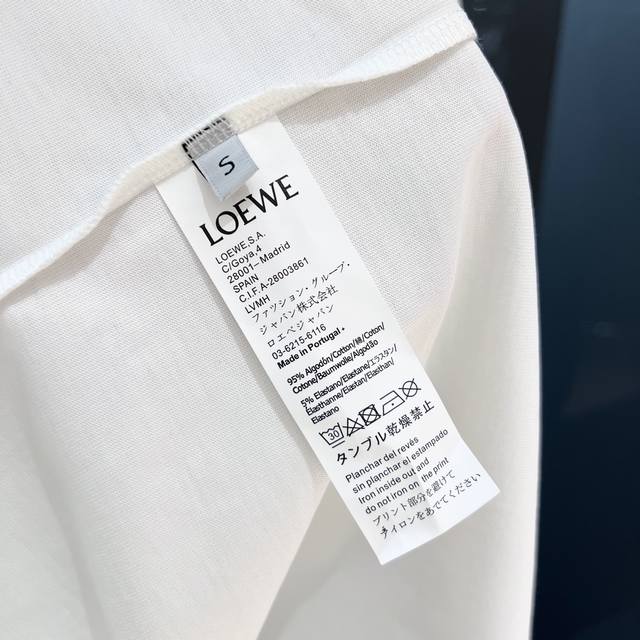 S
LOEWE
LOEWE,S.A.
C/Goya,4
28001-Madrid
SPAIN
C.I.F.A-28003861
LVMH
ファッション・グループ・
ジャパン株式会社
ロエベジャパン
03-6215-6116
Made in Portugal・
95% Algodón/Cotton/綿/Coton/
Cotone/Baumwolle/Algodão
5% Elastano/Elastane/エラスタン/
Élasthanne/Elastan/Elastam/
Elastano
30
タンブル乾燥禁止
Planchar del revés
sin planchar el estampado
Iron inside out and
do not iron on the print
プリント部分を避けて
アイロンをあててください